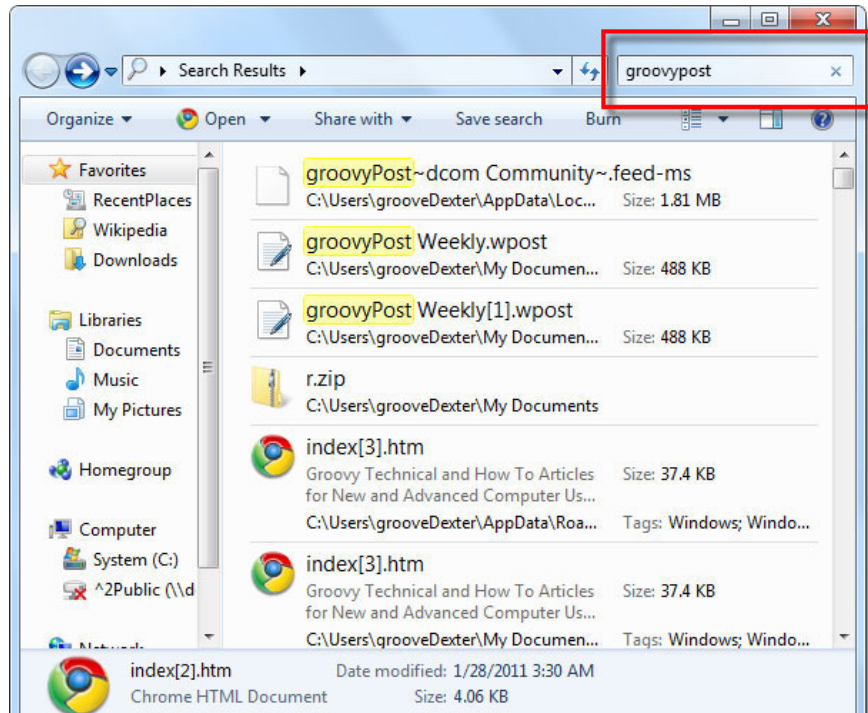 Search Results
groovypost
Organize Open Share with Save search Burn
Favorites
RecentPlaces
Wikipedia
Downloads
Libraries
Documents
Music
My Pictures
Homegroup
Computer
System (C:)
^2Public (\\d
Network
groovyPost~dcom Community~.feed-ms
C:\Users\grooveDexter\AppData\Loc... Size: 1.81 MB
groovyPost Weekly.wpost
C:\Users\grooveDexter\My Documen... Size: 488 KB
groovyPost Weekly[1].wpost
C:\Users\grooveDexter\My Documen... Size: 488 KB
r.zip
C:\Users\grooveDexter\My Documents
index[3].htm
Groovy Technical and How To Articles Size: 37.4 KB
for New and Advanced Computer Us...
C:\Users\grooveDexter\AppData\Roa... Tags: Windows; Windo...
index[3].htm
Groovy Technical and How To Articles Size: 37.4 KB
for New and Advanced Computer Us...
C:\Users\grooveDexter\My Documen... Tags: Windows; Windo...
index[2].htm Date modified: 1/28/2011 3:30 AM
Chrome HTML Document Size: 4.06 KB